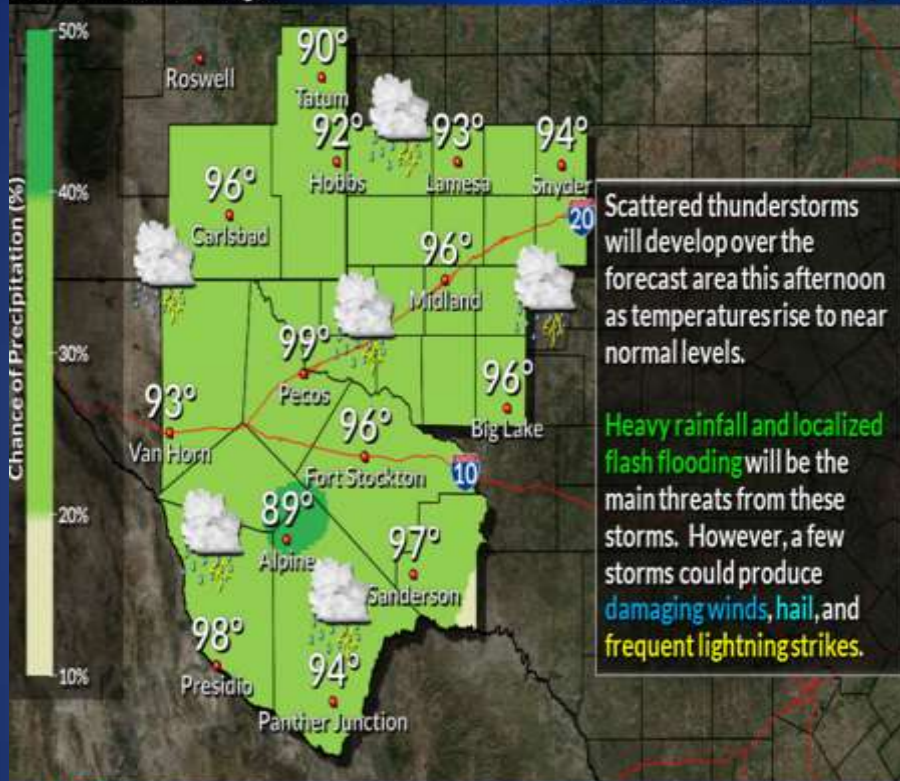 50%
40%
30%
20%
10%
Chance of Precipitation (%)
Roswell
90°
Tatum
92°
Hobbs
93°
Lamesa
94°
Snyder
96°
Carlsbad
20
96°
Midland
99°
Pecos
96°
Big Lake
93°
Van Horn
96°
Fort Stockton
10
89°
Alpine
97°
Sanderson
98°
Presidio
94°
Panther Junction
Scattered thunderstorms
will develop over the
forecast area this afternoon
as temperatures rise to near
normal levels.
Heavy rainfall and localized
flash flooding will be the
main threats from these
storms. However, a few
storms could produce
damaging winds, hail, and
frequent lightning strikes.